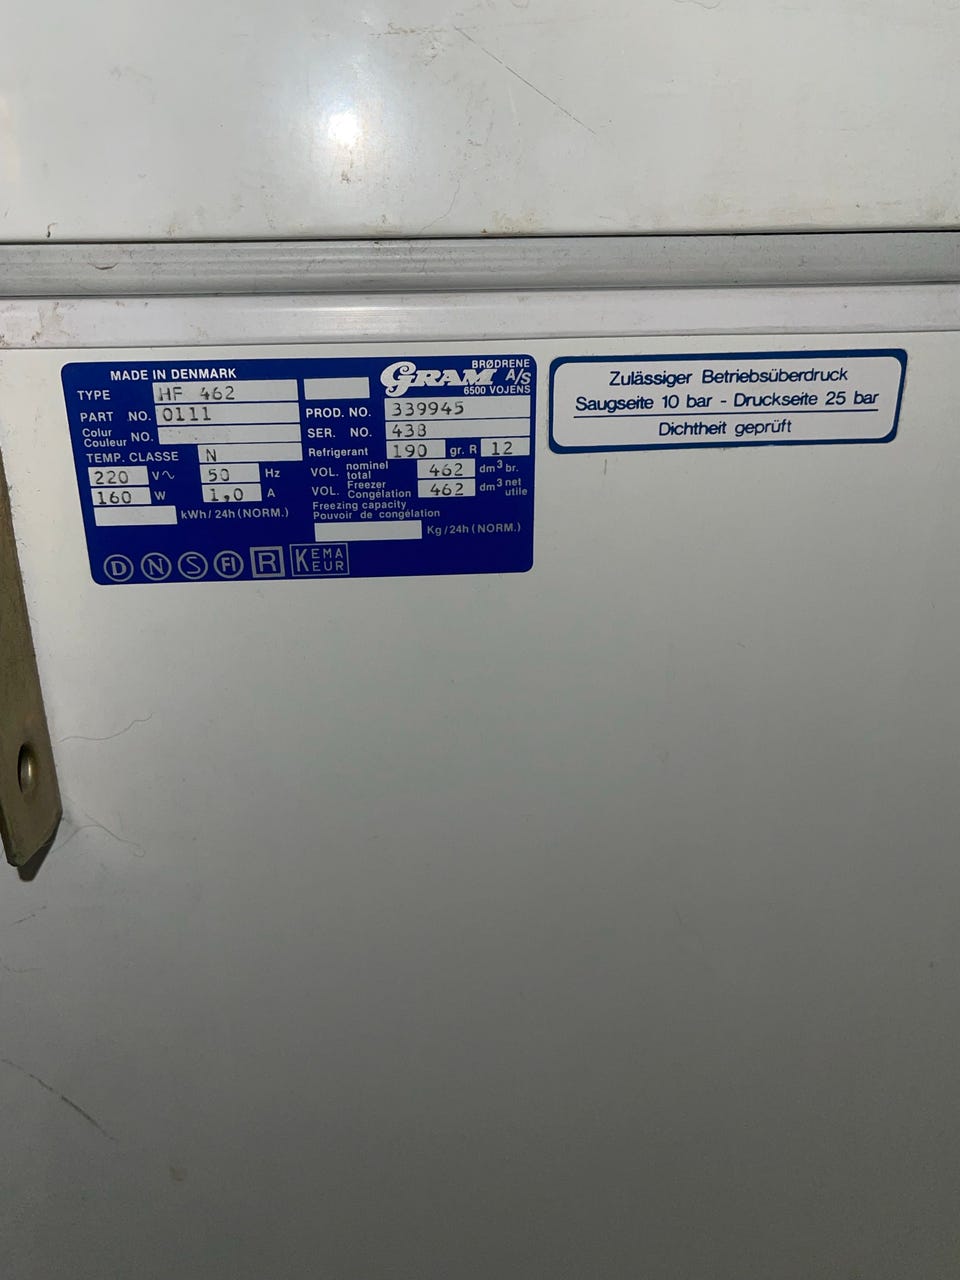 MADE IN DENMARK
BRØDRENE
GRAM A/S
6500 VOJENS
TYPE HF 462
PART NO. 0111
PROD. NO. 339945
Colur
Couleur NO.
SER. NO. 438
TEMP. CLASSE N
Refrigerant 190 gr. R 12
220 V∿ 50 Hz
VOL. nominel total 462 dm³ br.
160 W 1,0 A
VOL. Freezer Congélation 462 dm³ net utile
kWh/24h (NORM.)
Freezing capacity
Pouvoir de congélation
Kg/24h (NORM.)
D N S FI R KEMA KEUR
Zulässiger Betriebsüberdruck
Saugseite 10 bar - Druckseite 25 bar
Dichtheit geprüft